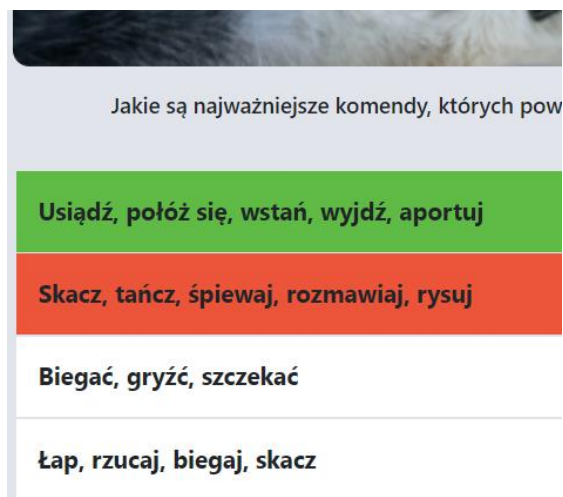 Jakie są najważniejsze komendy, których pow
Usiądź, połóż się, wstań, wyjdź, aportuj
Skacz, tańcz, śpiewaj, rozmawiaj, rysuj
Biegać, gryźć, szczekać
Łap, rzucaj, biegaj, skacz